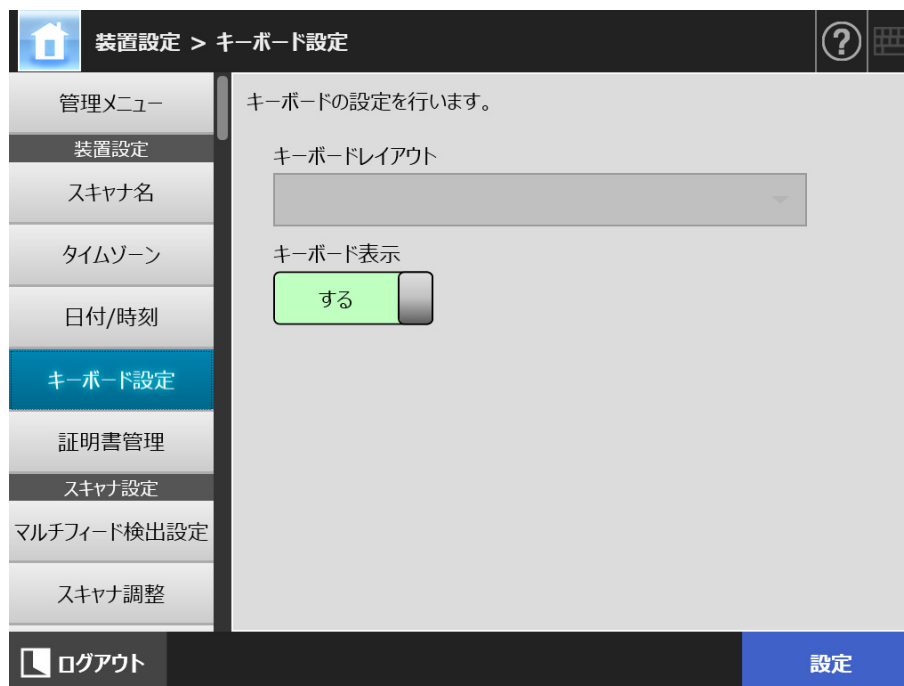 装置設定 > キーボード設定
管理メニュー
装置設定
スキャナ名
タイムゾーン
日付/時刻
キーボード設定
証明書管理
スキャナ設定
マルチフィード検出設定
スキャナ調整
キーボードの設定を行います。
キーボードレイアウト
キーボード表示
する
ログアウト
設定